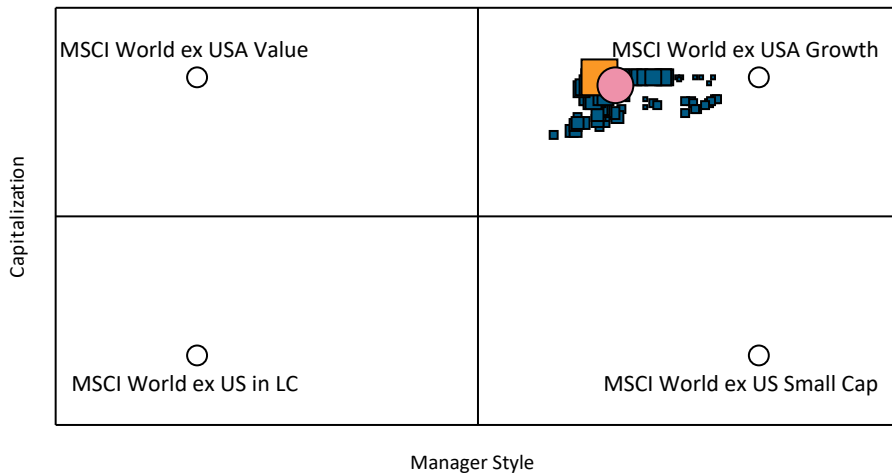 MSCI World ex USA Value
MSCI World ex USA Growth
Capitalization
MSCI World ex US in LC
MSCI World ex US Small Cap
Manager Style